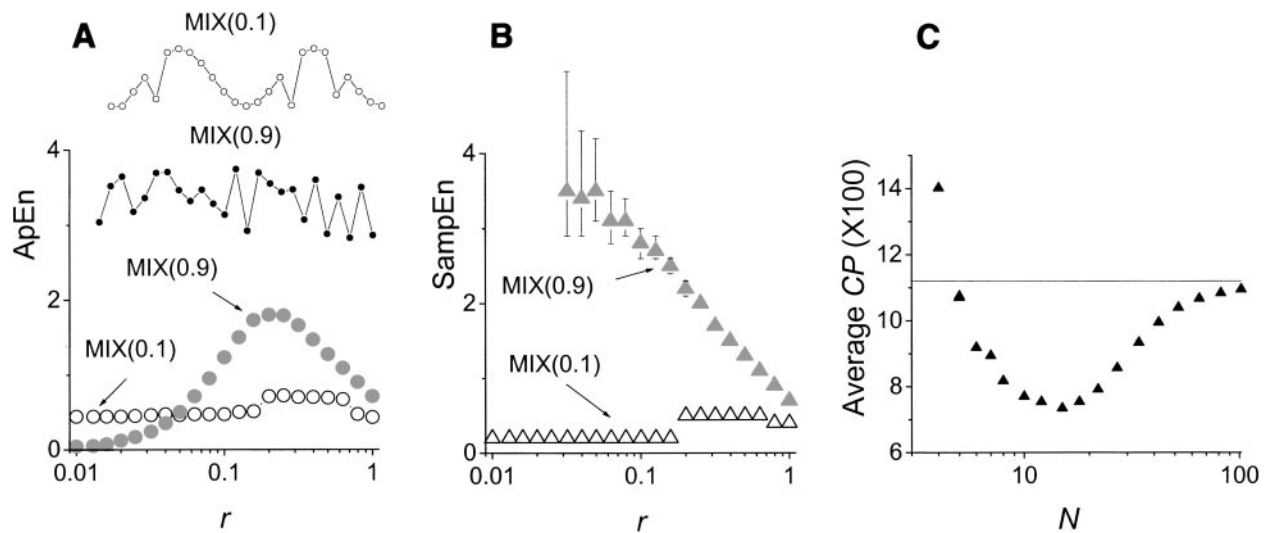 A
MIX(0.1)
MIX(0.9)
ApEn
4
2
0
MIX(0.9)
MIX(0.1)
0.01
0.1
1
r
B
SampEn
4
2
0
MIX(0.9)
MIX(0.1)
0.01
0.1
1
r
C
Average CP (X100)
14
12
10
8
6
10
100
N